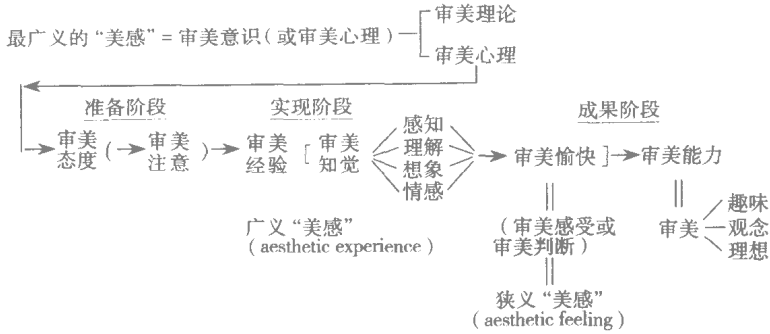 最广义的“美感”=审美意识(或审美心理)
审美理论
审美心理
准备阶段 实现阶段 成果阶段
审美态度(→审美注意)→审美经验[审美知觉
感知
理解
想象
情感
→审美愉快]→审美能力
广义“美感”
(aesthetic experience)
(审美感受或
审美判断)
狭义“美感”
(aesthetic feeling)
审美
趣味
观念
理想